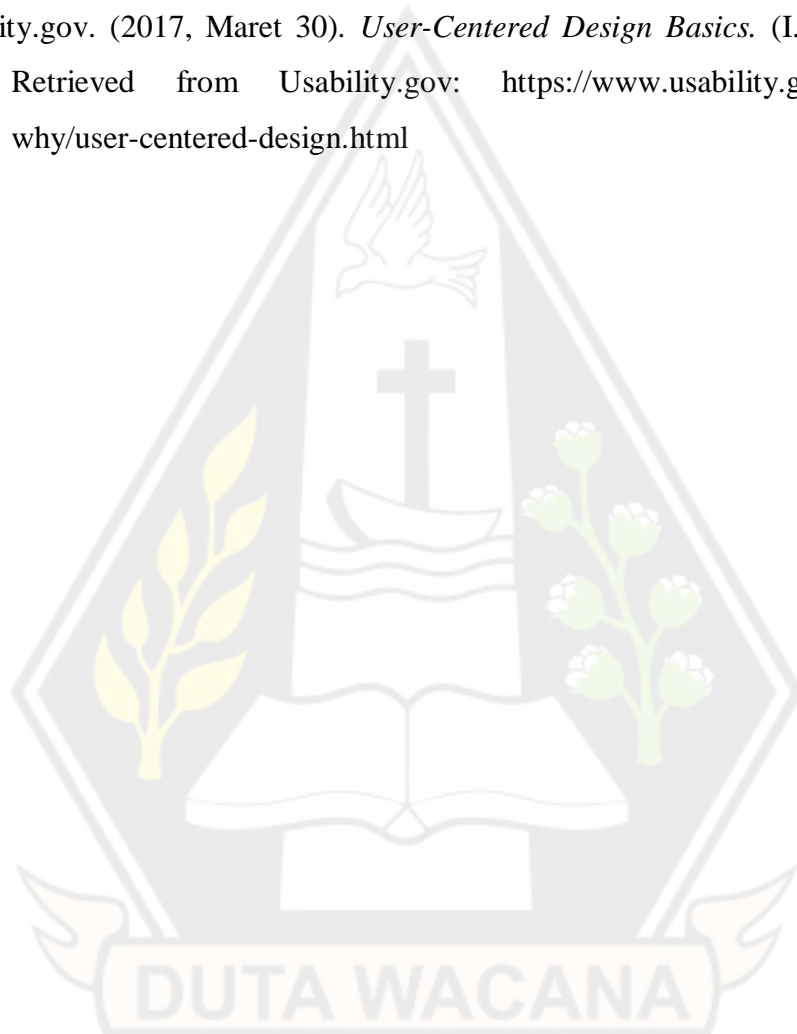 ity.gov. (2017, Maret 30). User-Centered Design Basics. (I.
Retrieved from Usability.gov: https://www.usability.g
why/user-centered-design.html
DUTA WACANA